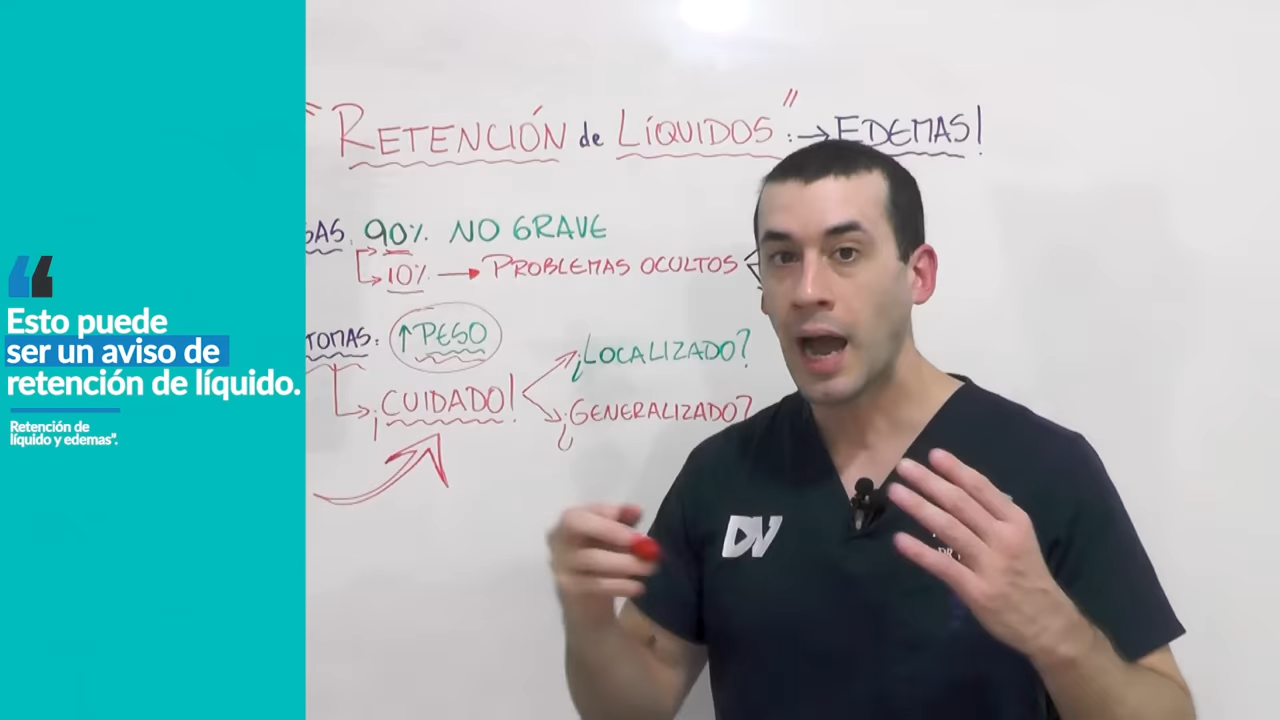 “
Esto puede
ser un aviso de
retención de líquido.
Retención de
líquido y edemas”.
"RETENCIÓN de LÍQUIDOS": → EDEMAS!
90% NO GRAVE
10% → PROBLEMAS OCULTOS
↑ PESO
¡CUIDADO!
¿LOCALIZADO?
¿GENERALIZADO?
DV